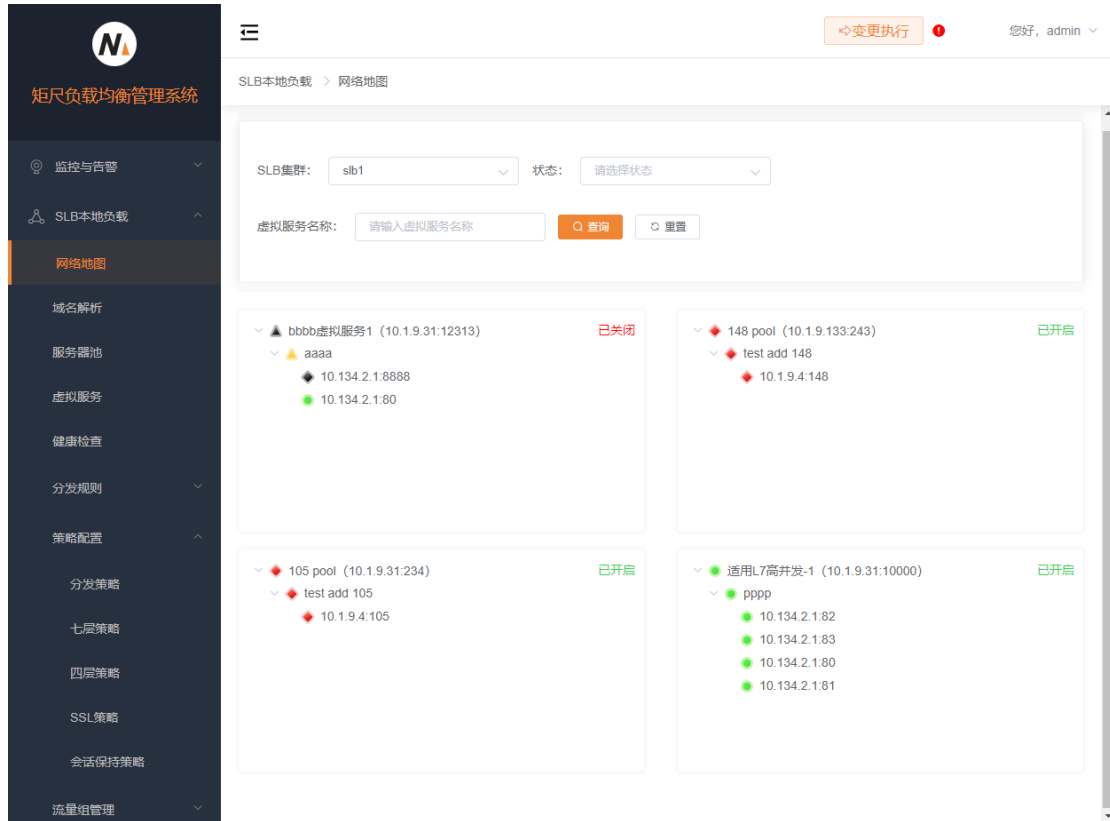 N
矩尺负载均衡管理系统
监控与告警
SLB本地负载
网络地图
域名解析
服务器池
虚拟服务
健康检查
分发规则
策略配置
分发策略
七层策略
四层策略
SSL策略
会话保持策略
流量组管理
变更执行
您好，admin
SLB本地负载 > 网络地图
SLB集群： slb1 状态： 请选择状态
虚拟服务名称： 请输入虚拟服务名称 查询 重置
bbbb虚拟服务1（10.1.9.31:12313） 已关闭
aaaa
10.134.2.1:8888
10.134.2.1:80
148 pool（10.1.9.133:243） 已开启
test add 148
10.1.9.4:148
105 pool（10.1.9.31:234） 已开启
test add 105
10.1.9.4:105
适用L7高并发-1（10.1.9.31:10000） 已开启
pppp
10.134.2.1:82
10.134.2.1:83
10.134.2.1:80
10.134.2.1:81